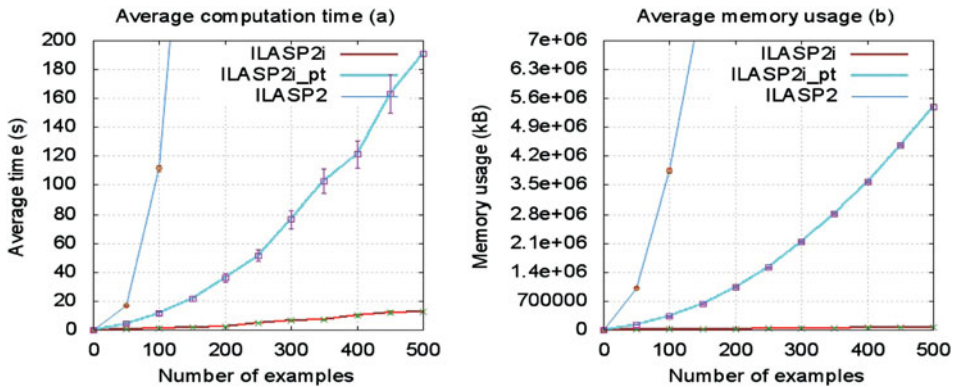 Average computation time (a)
200
180
160
140
120
100
80
60
40
20
0
Average time (s)
ILASP2i
ILASP2i_pt
ILASP2
0 100 200 300 400 500
Number of examples
Average memory usage (b)
7e+06
6.3e+06
5.6e+06
4.9e+06
4.2e+06
3.5e+06
2.8e+06
2.1e+06
1.4e+06
700000
0
Memory usage (kB)
ILASP2i
ILASP2i_pt
ILASP2
0 100 200 300 400 500
Number of examples